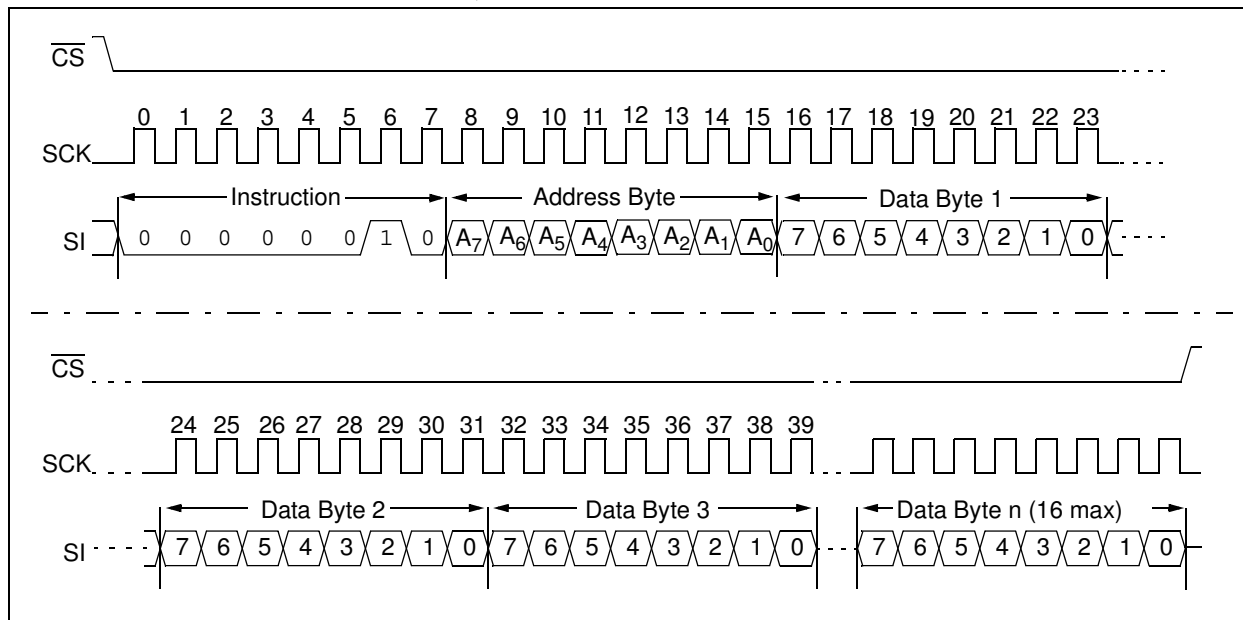 CS
0 1 2 3 4 5 6 7 8 9 10 11 12 13 14 15 16 17 18 19 20 21 22 23
SCK
Instruction Address Byte Data Byte 1
SI 0 0 0 0 0 0 1 0 A7 A6 A5 A4 A3 A2 A1 A0 7 6 5 4 3 2 1 0
CS
24 25 26 27 28 29 30 31 32 33 34 35 36 37 38 39
SCK
Data Byte 2 Data Byte 3 Data Byte n (16 max)
SI 7 6 5 4 3 2 1 0 7 6 5 4 3 2 1 0 7 6 5 4 3 2 1 0